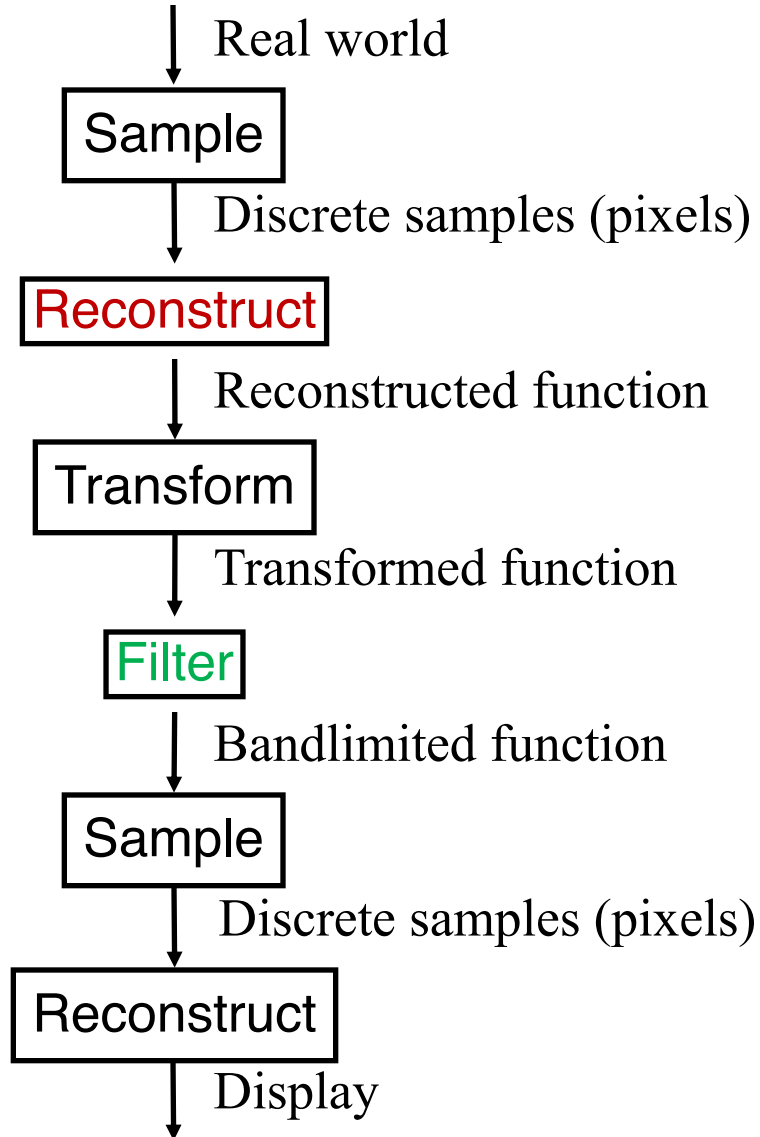 Real world
Sample
Discrete samples (pixels)
Reconstruct
Reconstructed function
Transform
Transformed function
Filter
Bandlimited function
Sample
Discrete samples (pixels)
Reconstruct
Display